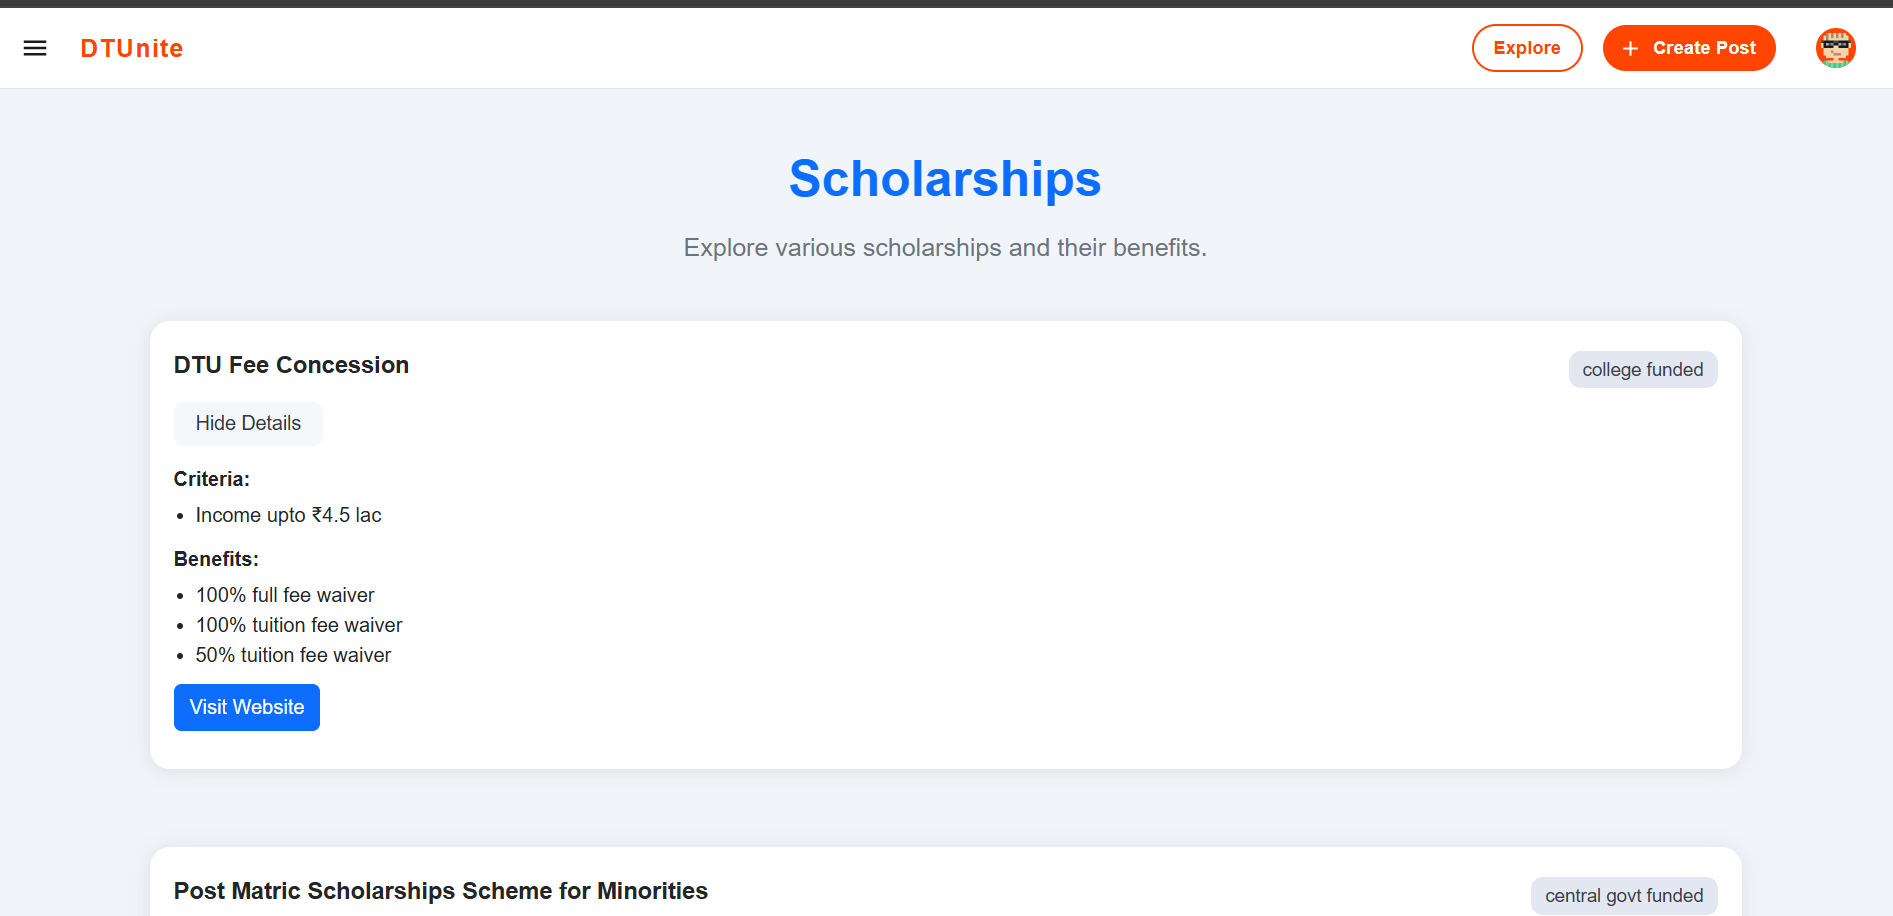 DTUnite
Explore
+ Create Post
Scholarships
Explore various scholarships and their benefits.
DTU Fee Concession
college funded
Hide Details
Criteria:
• Income upto ₹4.5 lac
Benefits:
• 100% full fee waiver
• 100% tuition fee waiver
• 50% tuition fee waiver
Visit Website
Post Matric Scholarships Scheme for Minorities
central govt funded